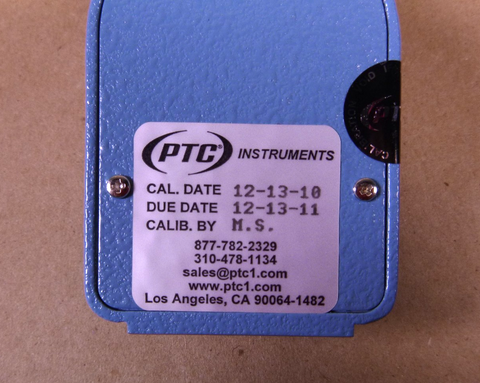 PTC® INSTRUMENTS
CAL. DATE 12-13-10
DUE DATE 12-13-11
CALIB. BY M.S.
877-782-2329
310-478-1134
sales@ptc1.com
www.ptc1.com
Los Angeles, CA 90064-1482
PTC